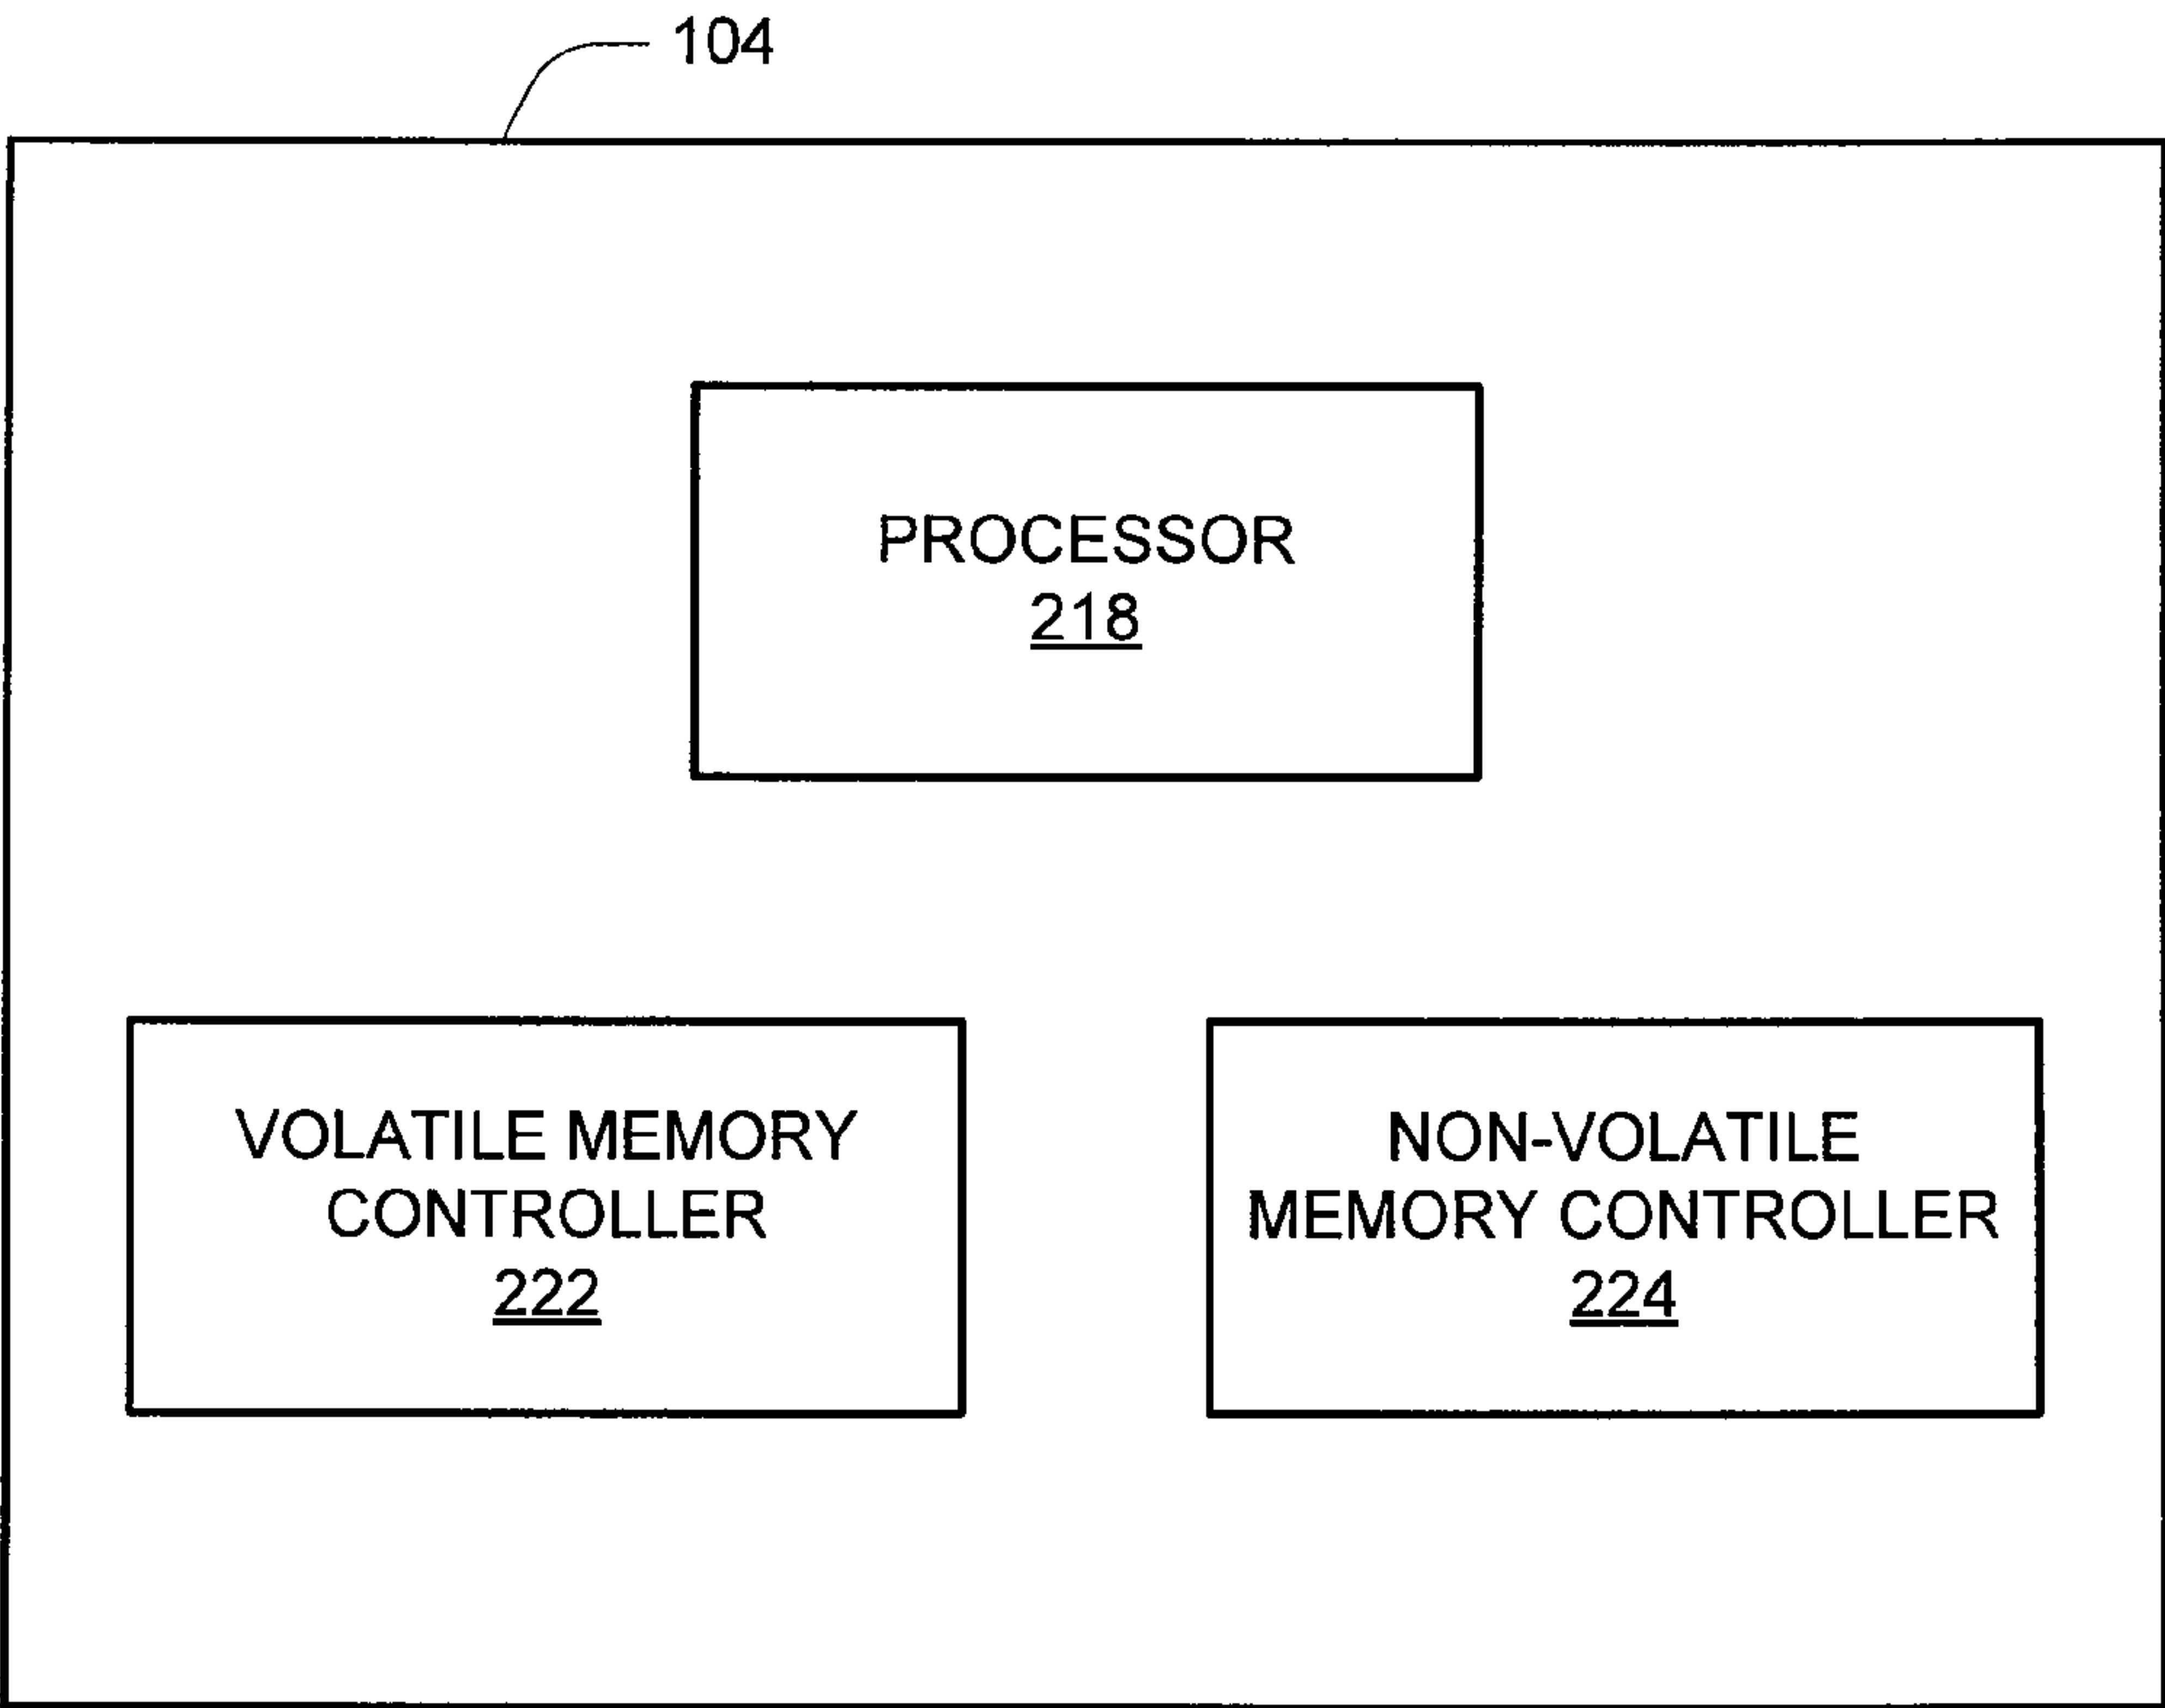 104
PROCESSOR
218
VOLATILE MEMORY
CONTROLLER
222
NON-VOLATILE
MEMORY CONTROLLER
224